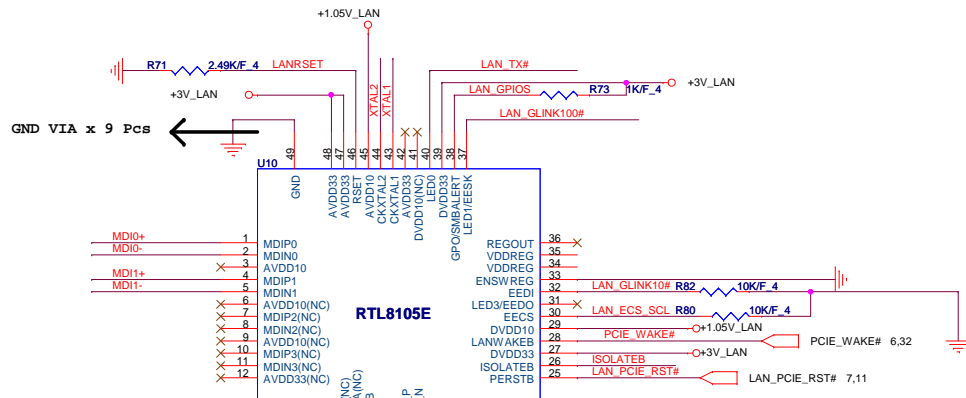 +1.05V_LAN
R71 2.49K/F_4 LANRSET
LAN_TX#
+3V_LAN
XTAL2
XTAL1
LAN_GPIOS R73 1K/F_4 +3V_LAN
LAN_GLINK100#
GND VIA x 9 Pcs
U10
49 48 47 46 45 44 43 42 41 40 39 38 37
GND
AVDD33
AVDD33
RSET
AVDD10
CKXTAL2
CKXTAL1
AVDD33
DVDD10(NC)
LED0
DVDD33
GPO/SMBALERT
LED1/EESK
MDI0+ 1 MDIP0
MDI0- 2 MDIN0
3 AVDD10
MDI1+ 4 MDIP1
MDI1- 5 MDIN1
6 AVDD10(NC)
7 MDIP2(NC)
8 MDIN2(NC)
9 AVDD10(NC)
10 MDIP3(NC)
11 MDIN3(NC)
12 AVDD33(NC)
RTL8105E
REGOUT 36
VDDREG 35
VDDREG 34
ENSWREG 33
EEDI 32 LAN_GLINK10# R82 10K/F_4
LED3/EEDO 31
EECS 30 LAN_ECS_SCL R80 10K/F_4
DVDD10 29 +1.05V_LAN
LANWAKEB 28 PCIE_WAKE# PCIE_WAKE# 6,32
DVDD33 27 +3V_LAN
ISOLATEB 26 ISOLATEB
PERSTB 25 LAN_PCIE_RST# LAN_PCIE_RST# 7,11